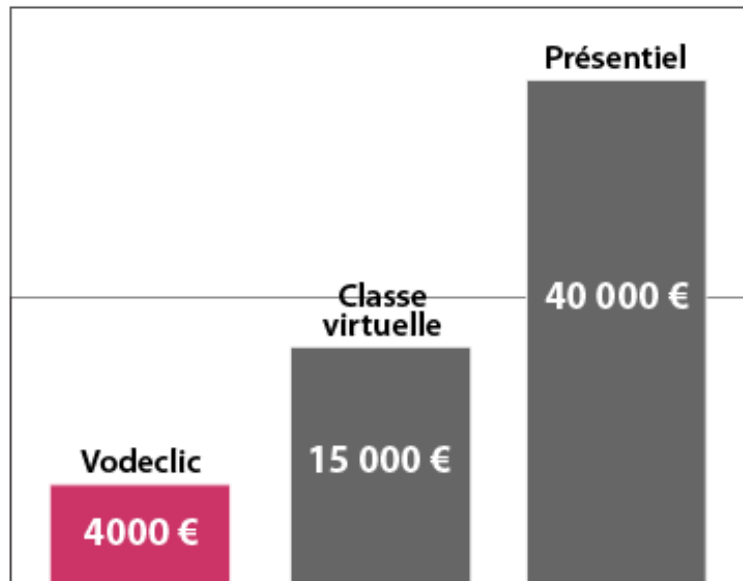 Présentiel
40 000 €
Classe
virtuelle
15 000 €
Vodeclic
4000 €